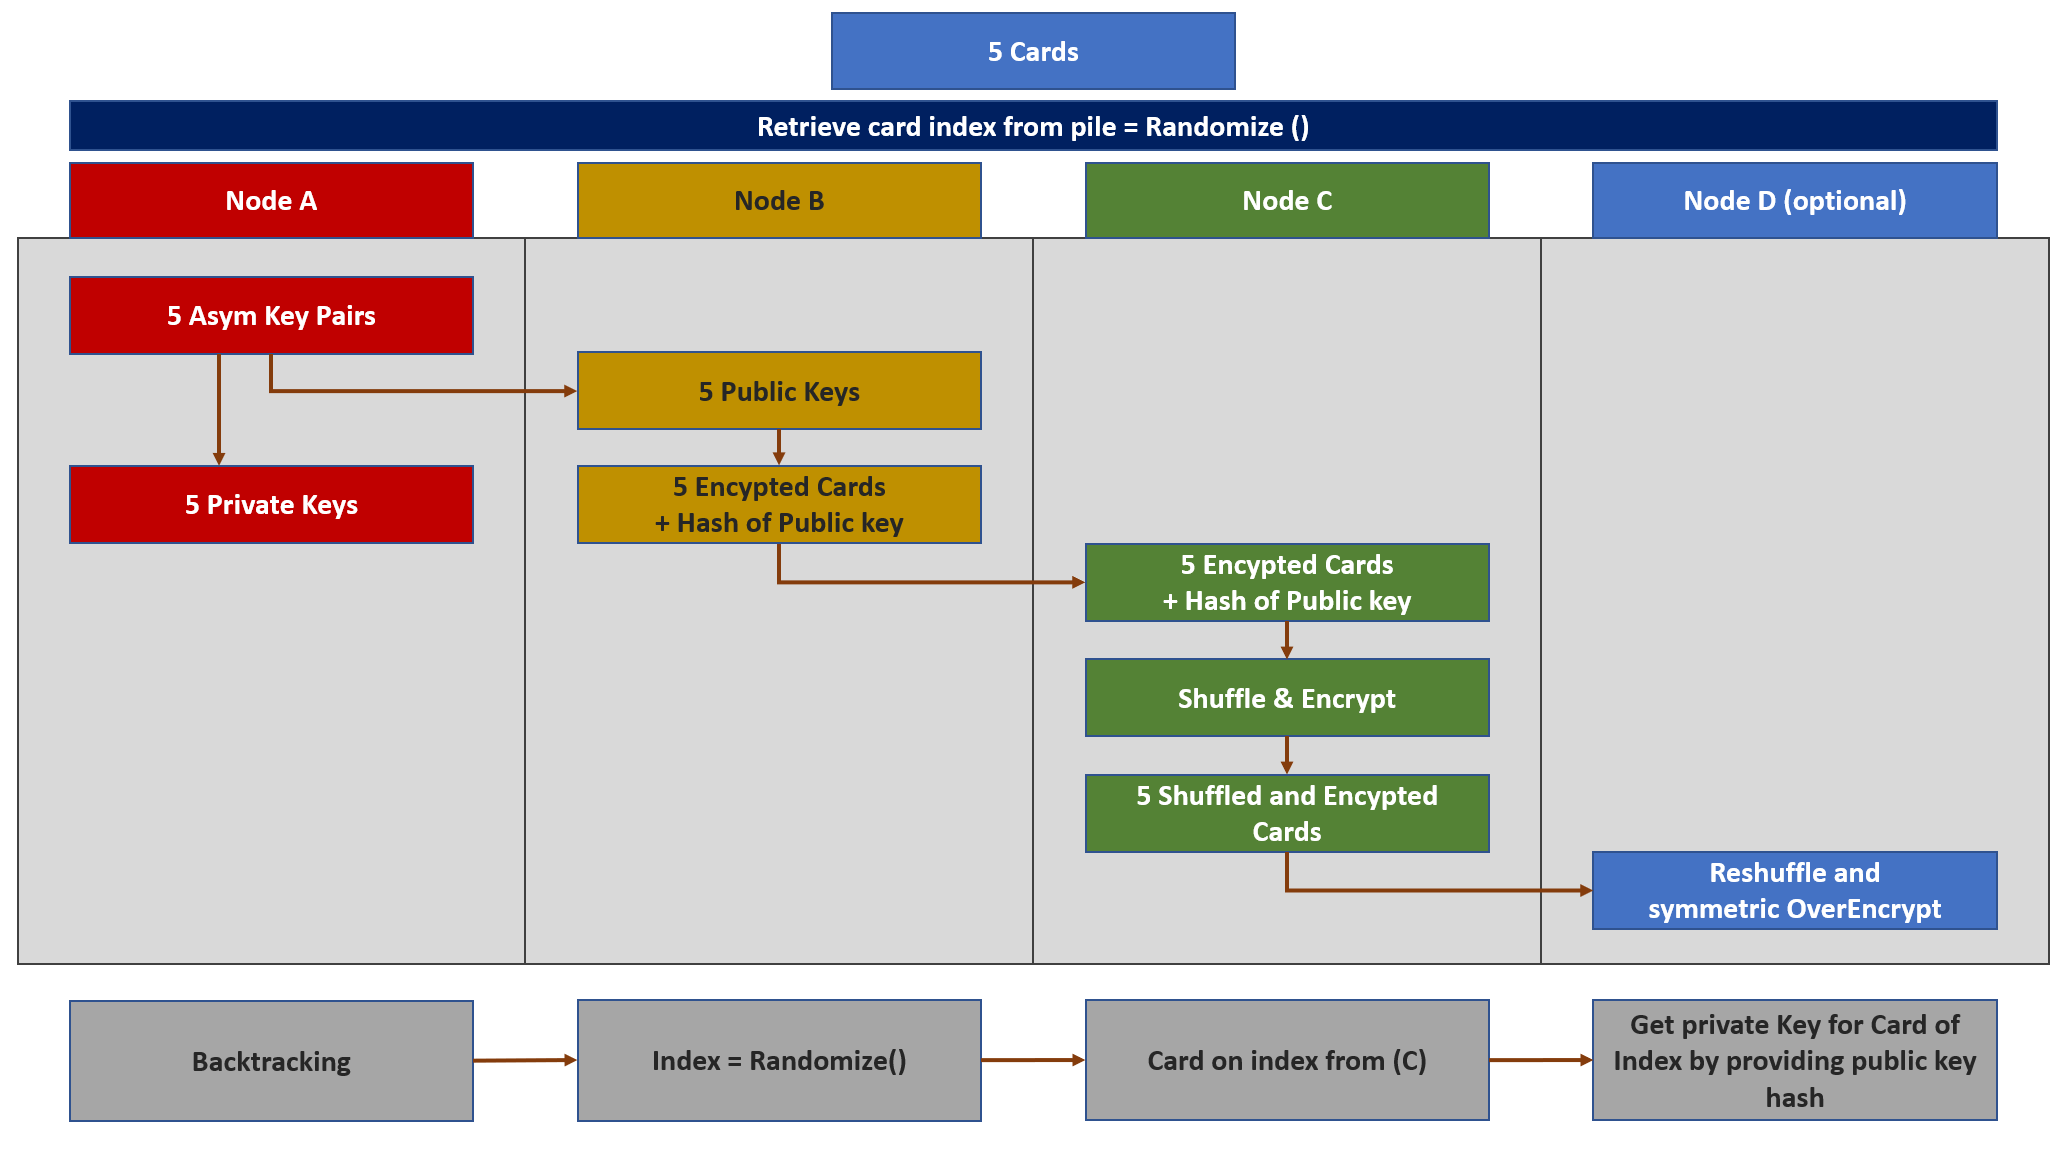 5 Cards
Retrieve card index from pile = Randomize ()
Node A
Node B
Node C
Node D (optional)
5 Asym Key Pairs
5 Public Keys
5 Private Keys
5 Encypted Cards
+ Hash of Public key
5 Encypted Cards
+ Hash of Public key
Shuffle & Encrypt
5 Shuffled and Encypted
Cards
Reshuffle and
symmetric OverEncrypt
Backtracking
Index = Randomize()
Card on index from (C)
Get private Key for Card of
Index by providing public key
hash